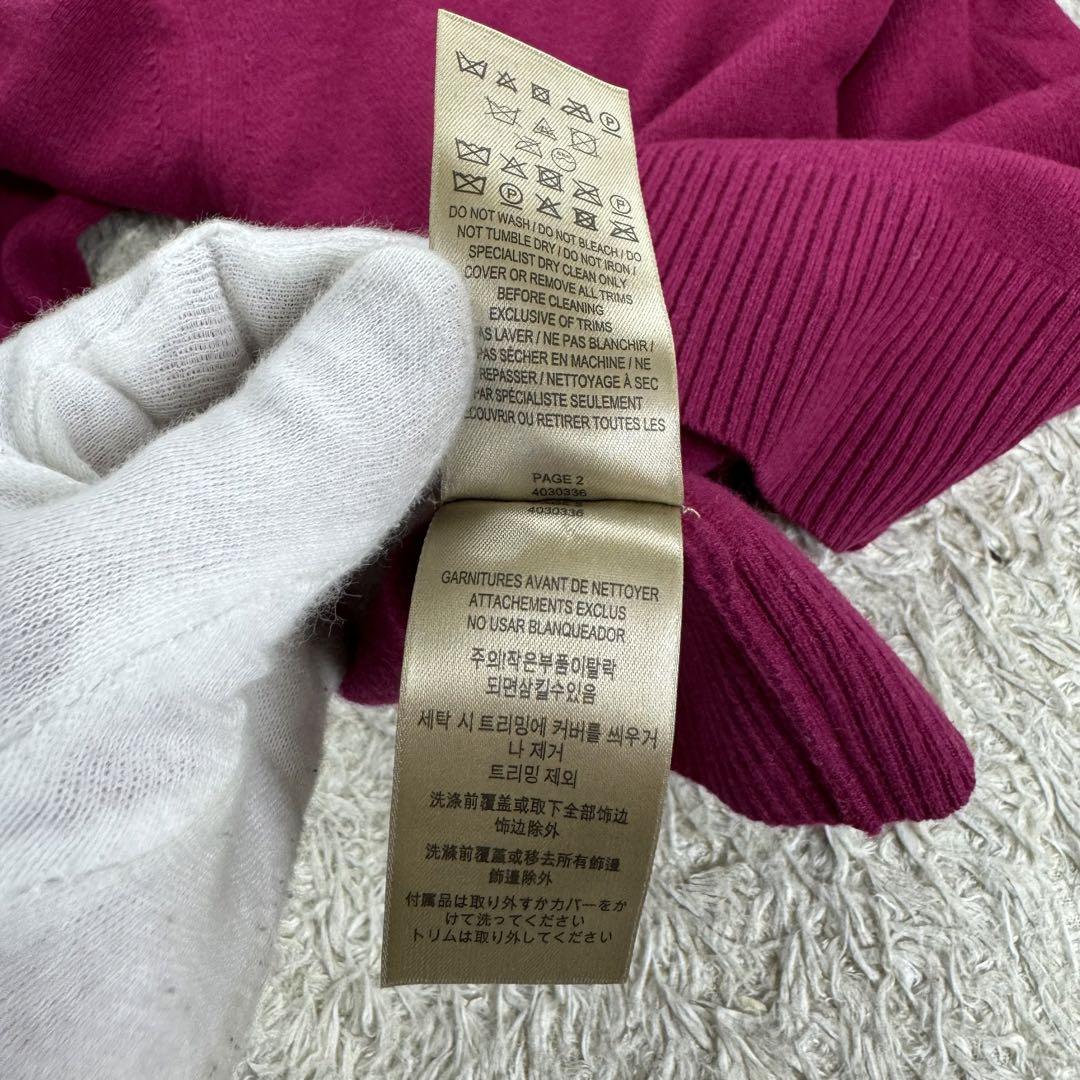 DO NOT WASH / DO NOT BLEACH / DO
NOT TUMBLE DRY / DO NOT IRON /
SPECIALIST DRY CLEAN ONLY
COVER OR REMOVE ALL TRIMS
BEFORE CLEANING
EXCLUSIVE OF TRIMS
PAS LAVER / NE PAS BLANCHIR /
PAS SÉCHER EN MACHINE / NE
REPASSER / NETTOYAGE À SEC
PAR SPÉCIALISTE SEULEMENT
COUVRIR OU RETIRER TOUTES LES
PAGE 2
4030336
4030336
GARNITURES AVANT DE NETTOYER
ATTACHEMENTS EXCLUS
NO USAR BLANQUEADOR
주의!작은부품이탈락
되면삼킬수있음
세탁 시 트리밍에 커버를 씌우거
나 제거
트리밍 제외
洗涤前覆盖或取下全部饰边
饰边除外
洗滌前覆蓋或移去所有飾邊
飾邊除外
付属品は取り外すかカバーをか
けて洗ってください
トリムは取り外してください